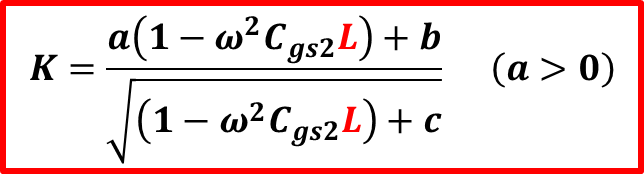 K = a(1 − ω²C_gs2 L) + b / √((1 − ω²C_gs2 L) + c) (a > 0)